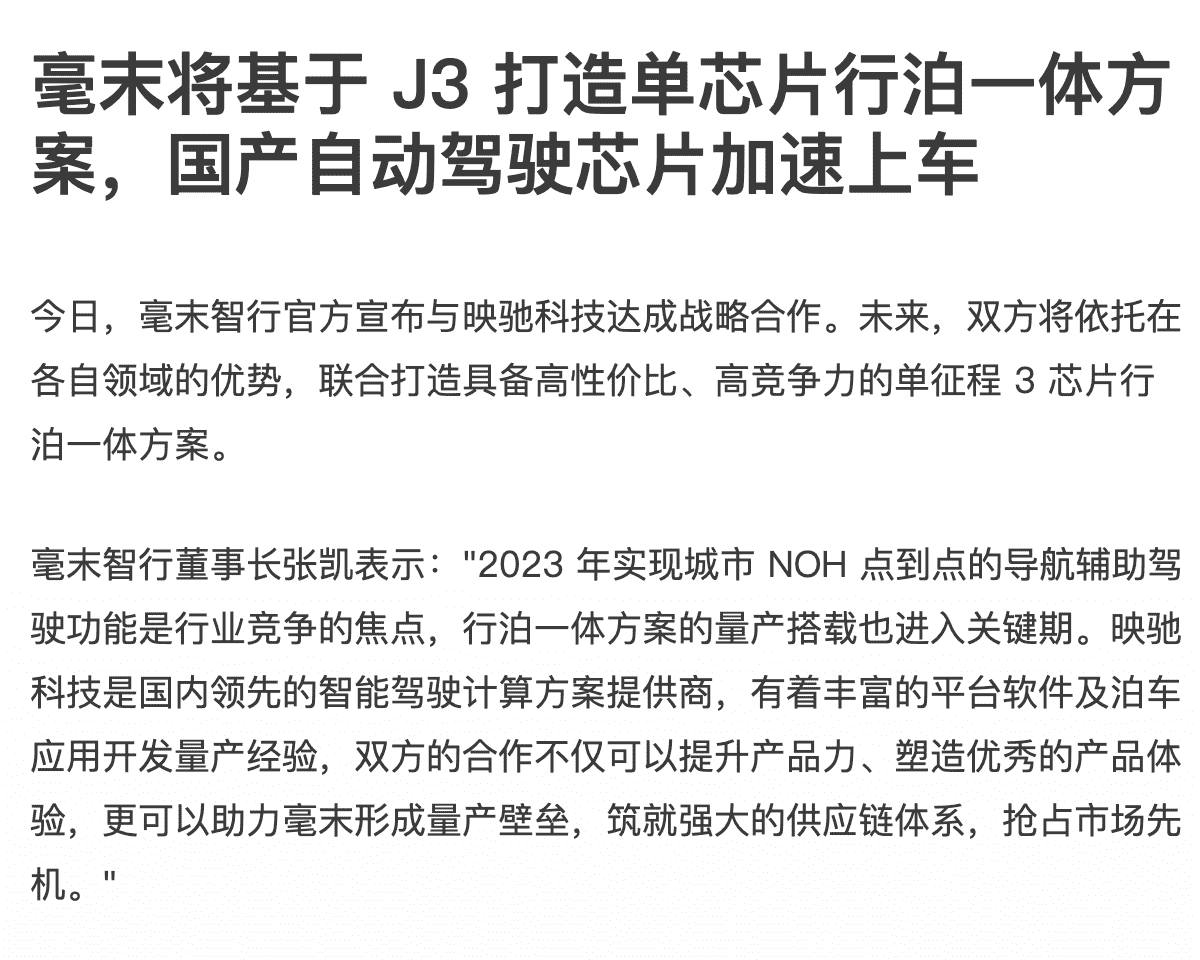 毫末将基于 J3 打造单芯片行泊一体方
案，国产自动驾驶芯片加速上车
今日，毫末智行官方宣布与映驰科技达成战略合作。未来，双方将依托在
各自领域的优势，联合打造具备高性价比、高竞争力的单征程 3 芯片行
泊一体方案。
毫末智行董事长张凯表示："2023 年实现城市 NOH 点到点的导航辅助驾
驶功能是行业竞争的焦点，行泊一体方案的量产搭载也进入关键期。映驰
科技是国内领先的智能驾驶计算方案提供商，有着丰富的平台软件及泊车
应用开发量产经验，双方的合作不仅可以提升产品力、塑造优秀的产品体
验，更可以助力毫末形成量产壁垒，筑就强大的供应链体系，抢占市场先
机。"